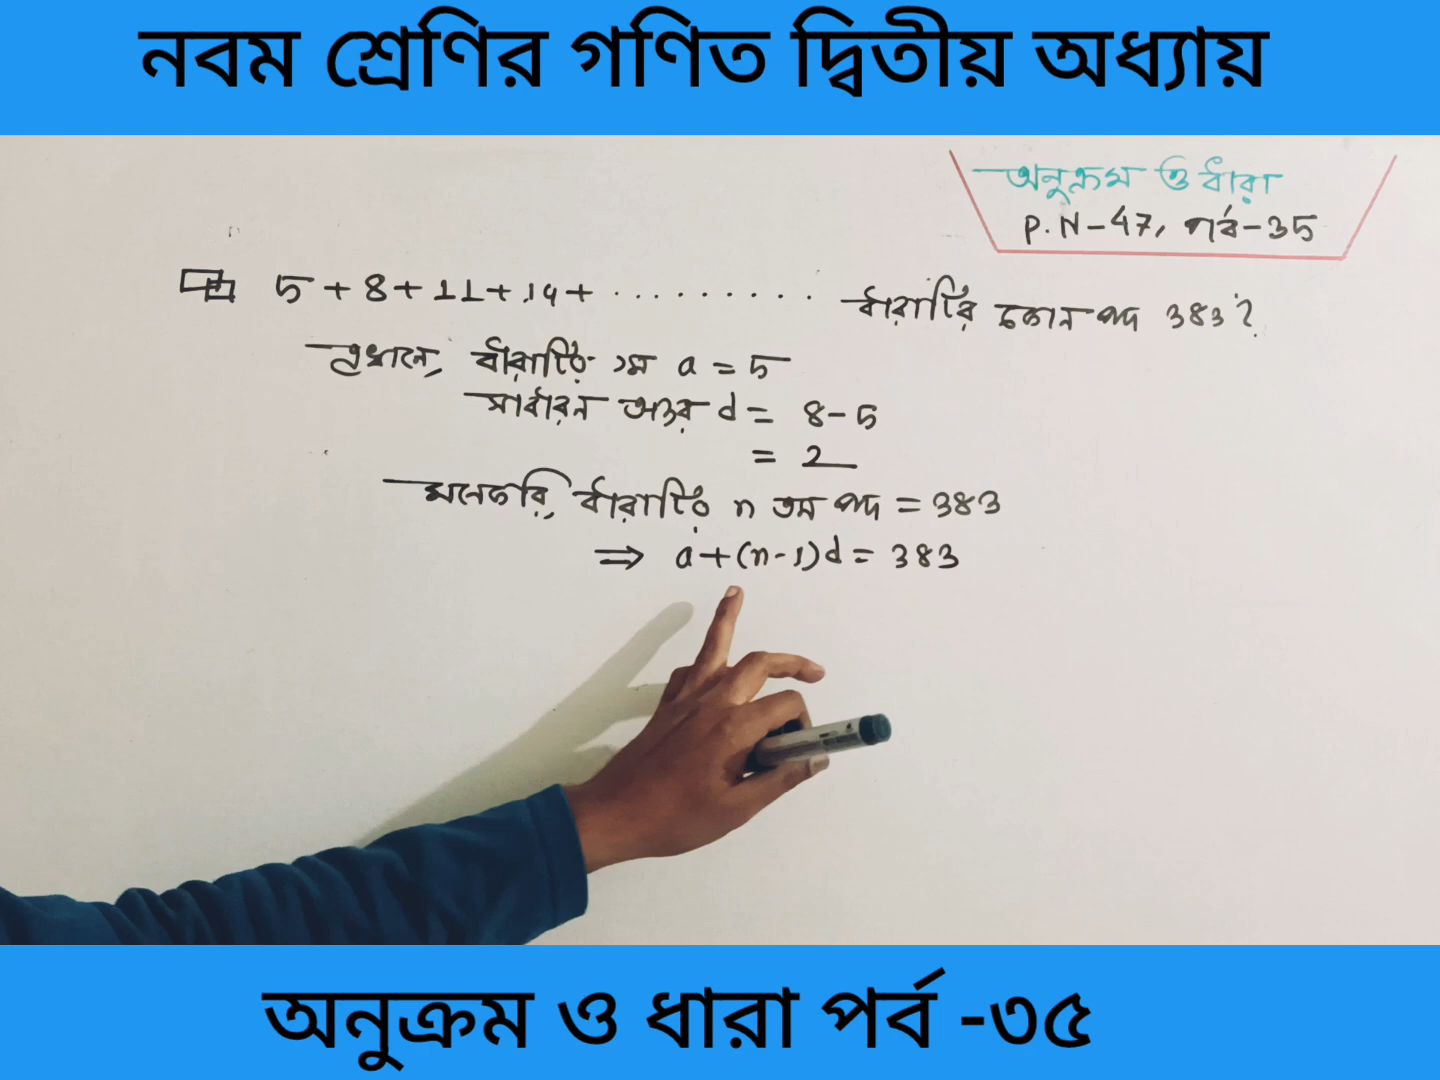 নবম শ্রেণির গণিত দ্বিতীয় অধ্যায়
অনুক্রম ও ধারা
P.N-47, পর্ব-35
5+8+11+14+.......... ধারাটির কোন পদ 383?
এখানে, ধারাটির ১ম a = 5
সাধারন অন্তর d = 8-5
= 2
মনেকরি, ধারাটির n তম পদ = 383
⇒ a+(n-1)d = 383
অনুক্রম ও ধারা পর্ব -৩৫